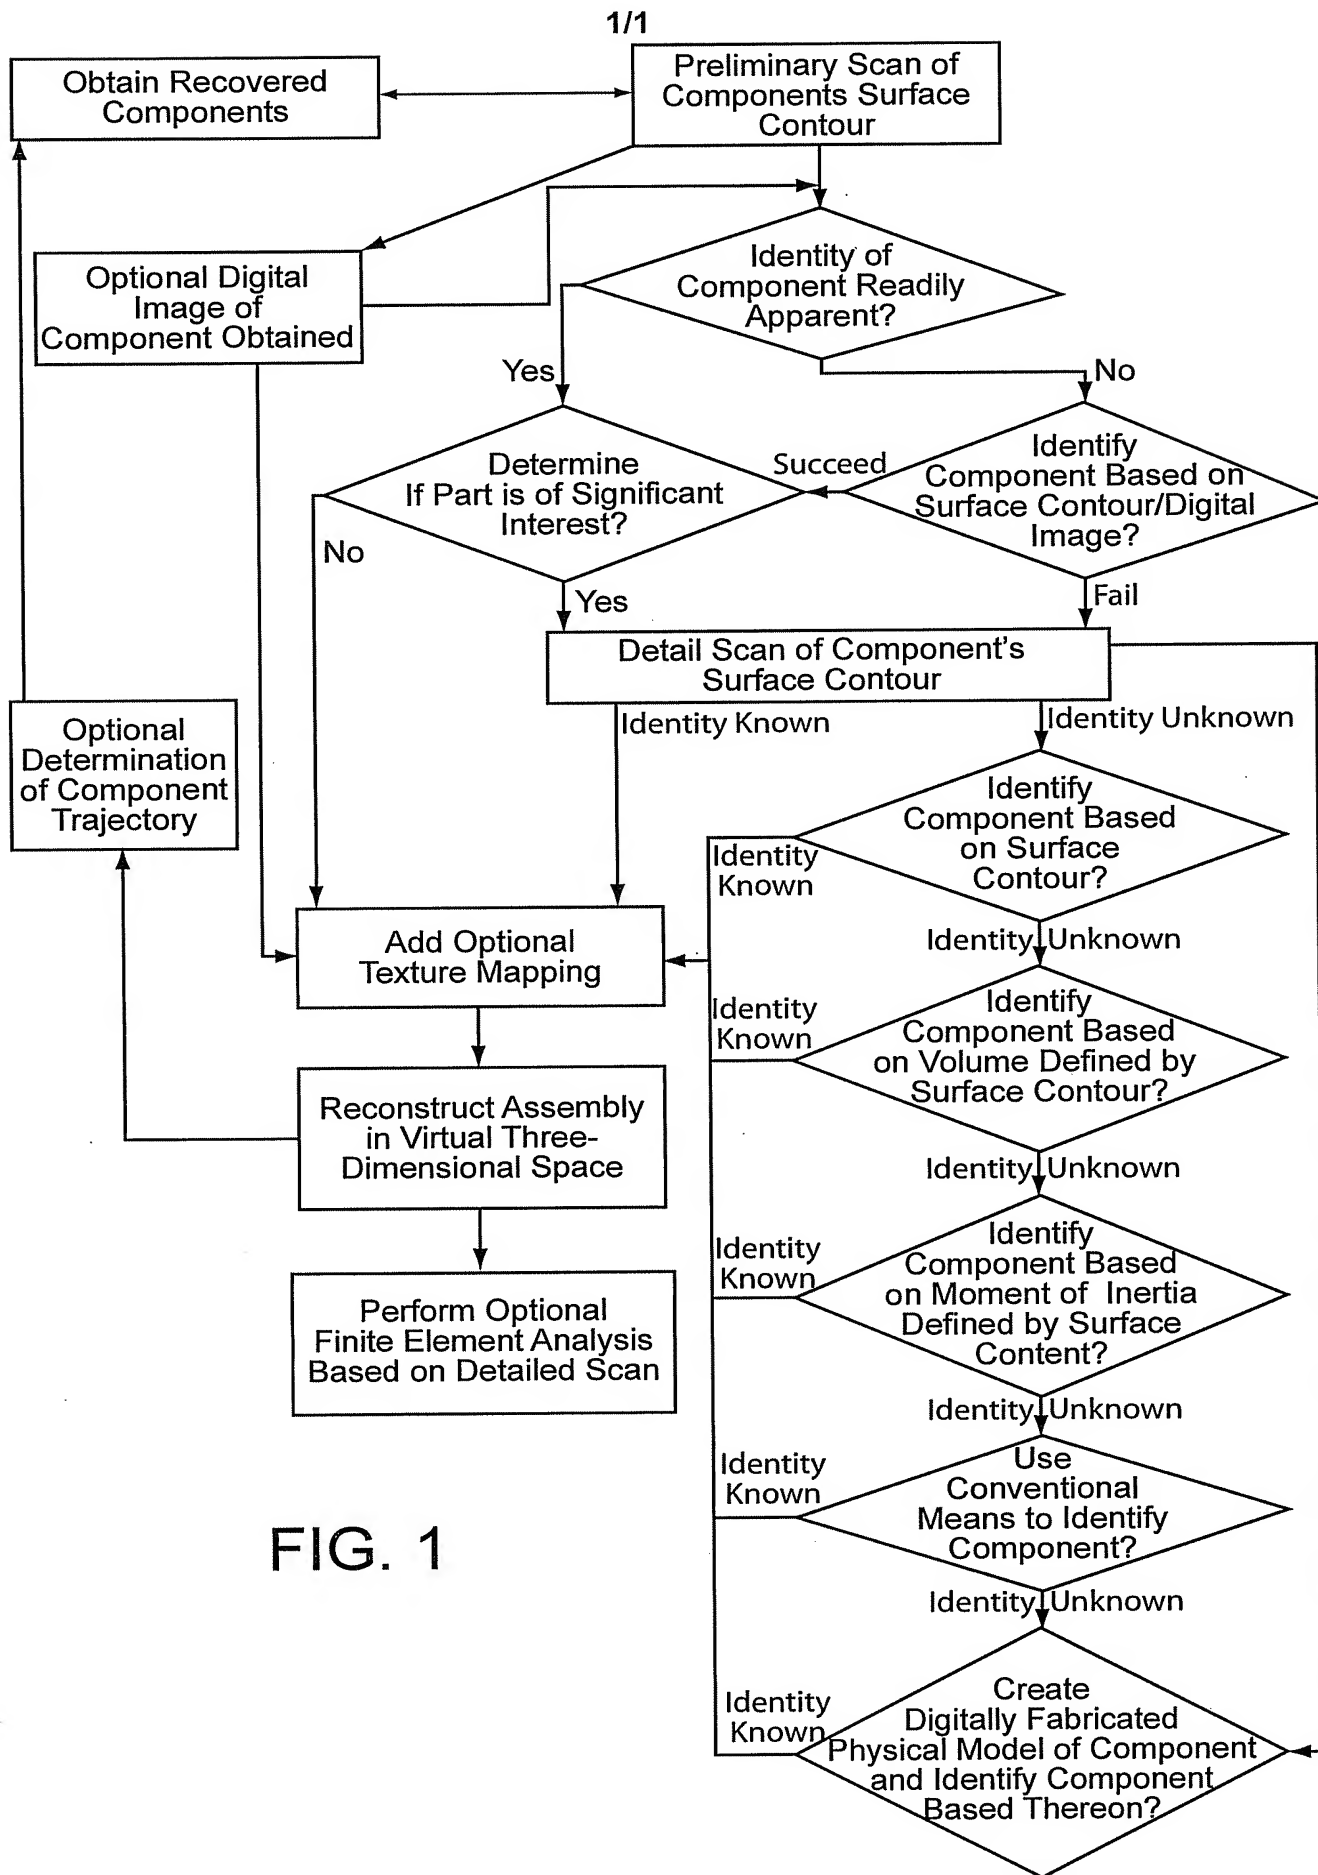 1/1
Obtain Recovered
Components
Preliminary Scan of
Components Surface
Contour
Optional Digital
Image of
Component Obtained
Identity of
Component Readily
Apparent?
Yes
No
Determine
If Part is of Significant
Interest?
Succeed
Identify
Component Based on
Surface Contour/Digital
Image?
No
Yes
Fail
Detail Scan of Component's
Surface Contour
Identity Known
Identity Unknown
Optional
Determination
of Component
Trajectory
Identify
Component Based
on Surface
Contour?
Identity
Known
Identity Unknown
Add Optional
Texture Mapping
Identify
Component Based
on Volume Defined by
Surface Contour?
Identity
Known
Identity Unknown
Reconstruct Assembly
in Virtual Three-
Dimensional Space
Identify
Component Based
on Moment of Inertia
Defined by Surface
Content?
Identity
Known
Identity Unknown
Perform Optional
Finite Element Analysis
Based on Detailed Scan
Use
Conventional
Means to Identify
Component?
Identity
Known
Identity Unknown
FIG. 1
Create
Digitally Fabricated
Physical Model of Component
and Identify Component
Based Thereon?
Identity
Known